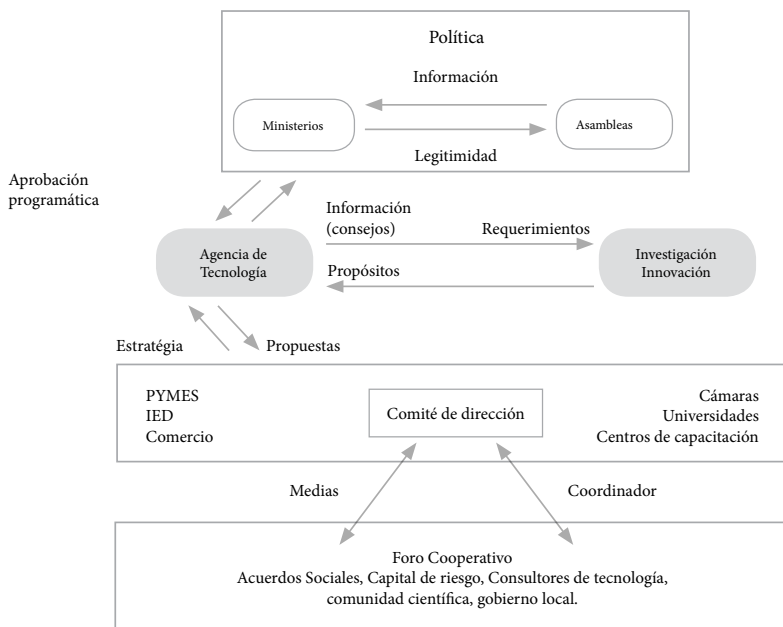 Política
Información
Ministerios
Asambleas
Legitimidad
Aprobación
programática
Información
(consejos)
Requerimientos
Agencia de
Tecnología
Investigación
Innovación
Propósitos
Estratégia
Propuestas
PYMES
IED
Comercio
Comité de dirección
Cámaras
Universidades
Centros de capacitación
Medias
Coordinador
Foro Cooperativo
Acuerdos Sociales, Capital de riesgo, Consultores de tecnología,
comunidad científica, gobierno local.